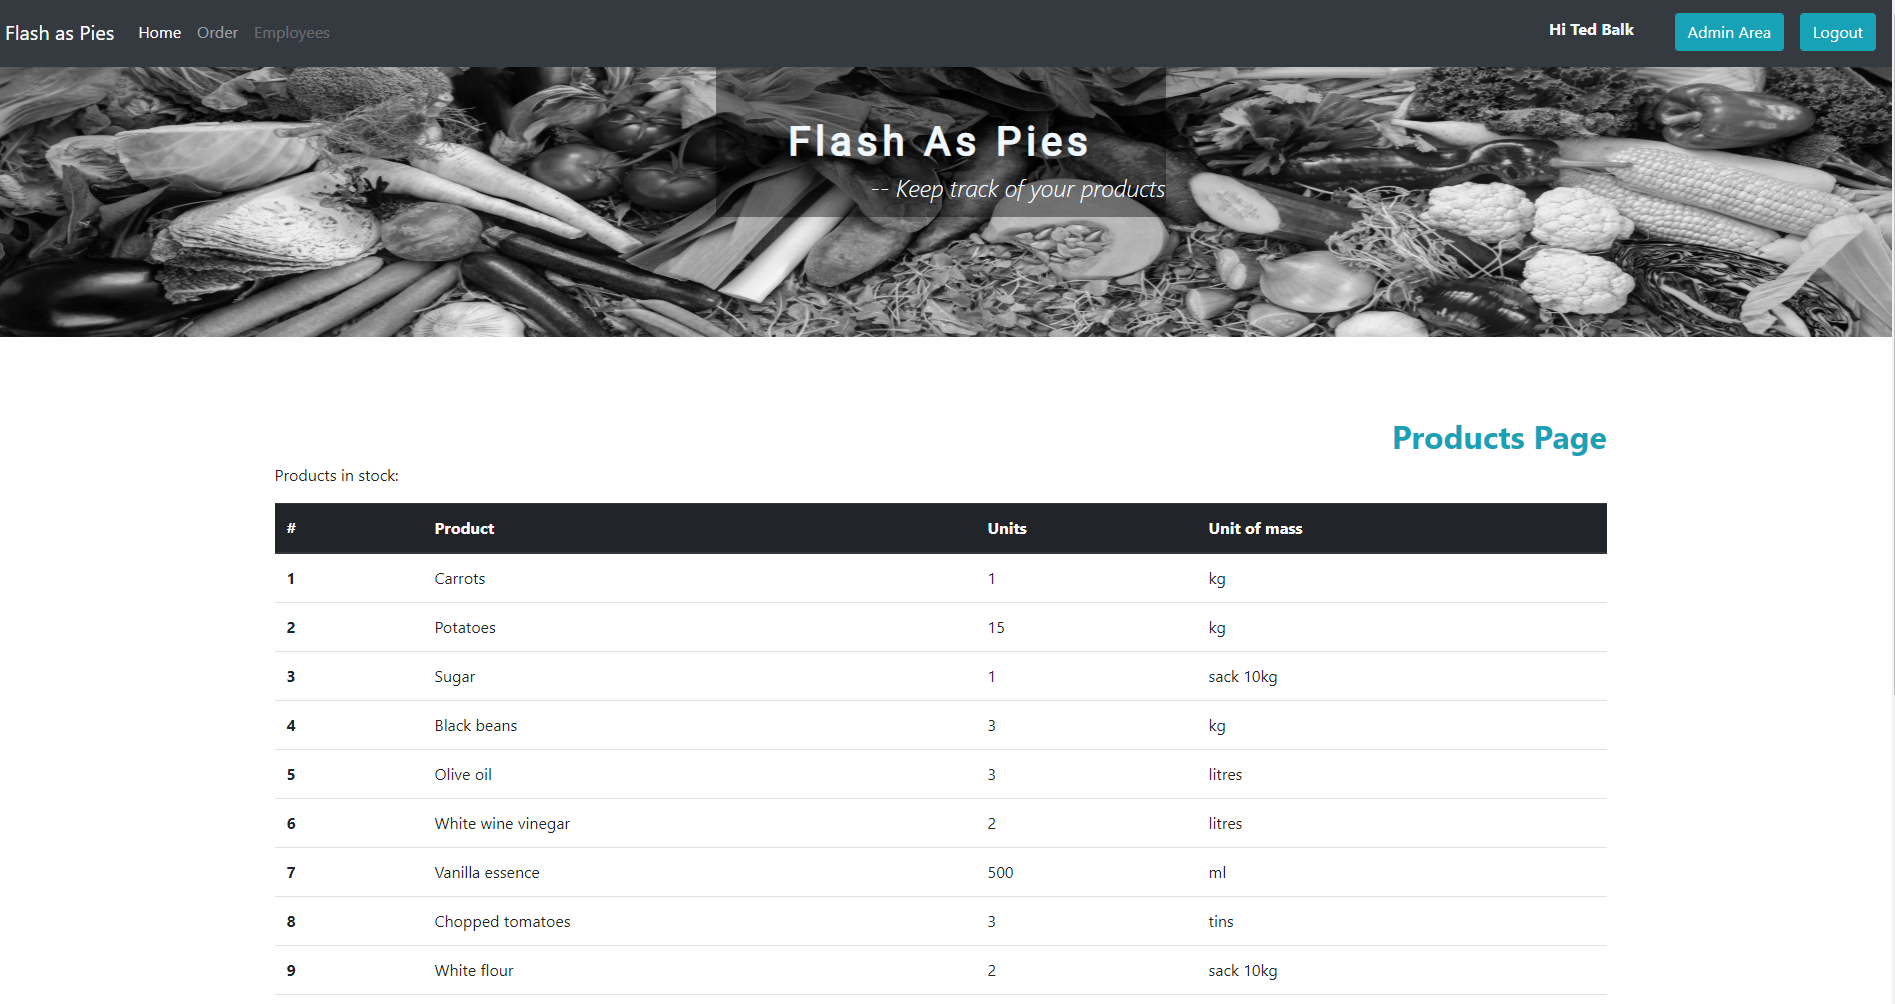 Flash as Pies Home Order Employees Hi Ted Balk Admin Area Logout
Flash As Pies
-- Keep track of your products
Products Page
Products in stock:
# Product Units Unit of mass
1 Carrots 1 kg
2 Potatoes 15 kg
3 Sugar 1 sack 10kg
4 Black beans 3 kg
5 Olive oil 3 litres
6 White wine vinegar 2 litres
7 Vanilla essence 500 ml
8 Chopped tomatoes 3 tins
9 White flour 2 sack 10kg